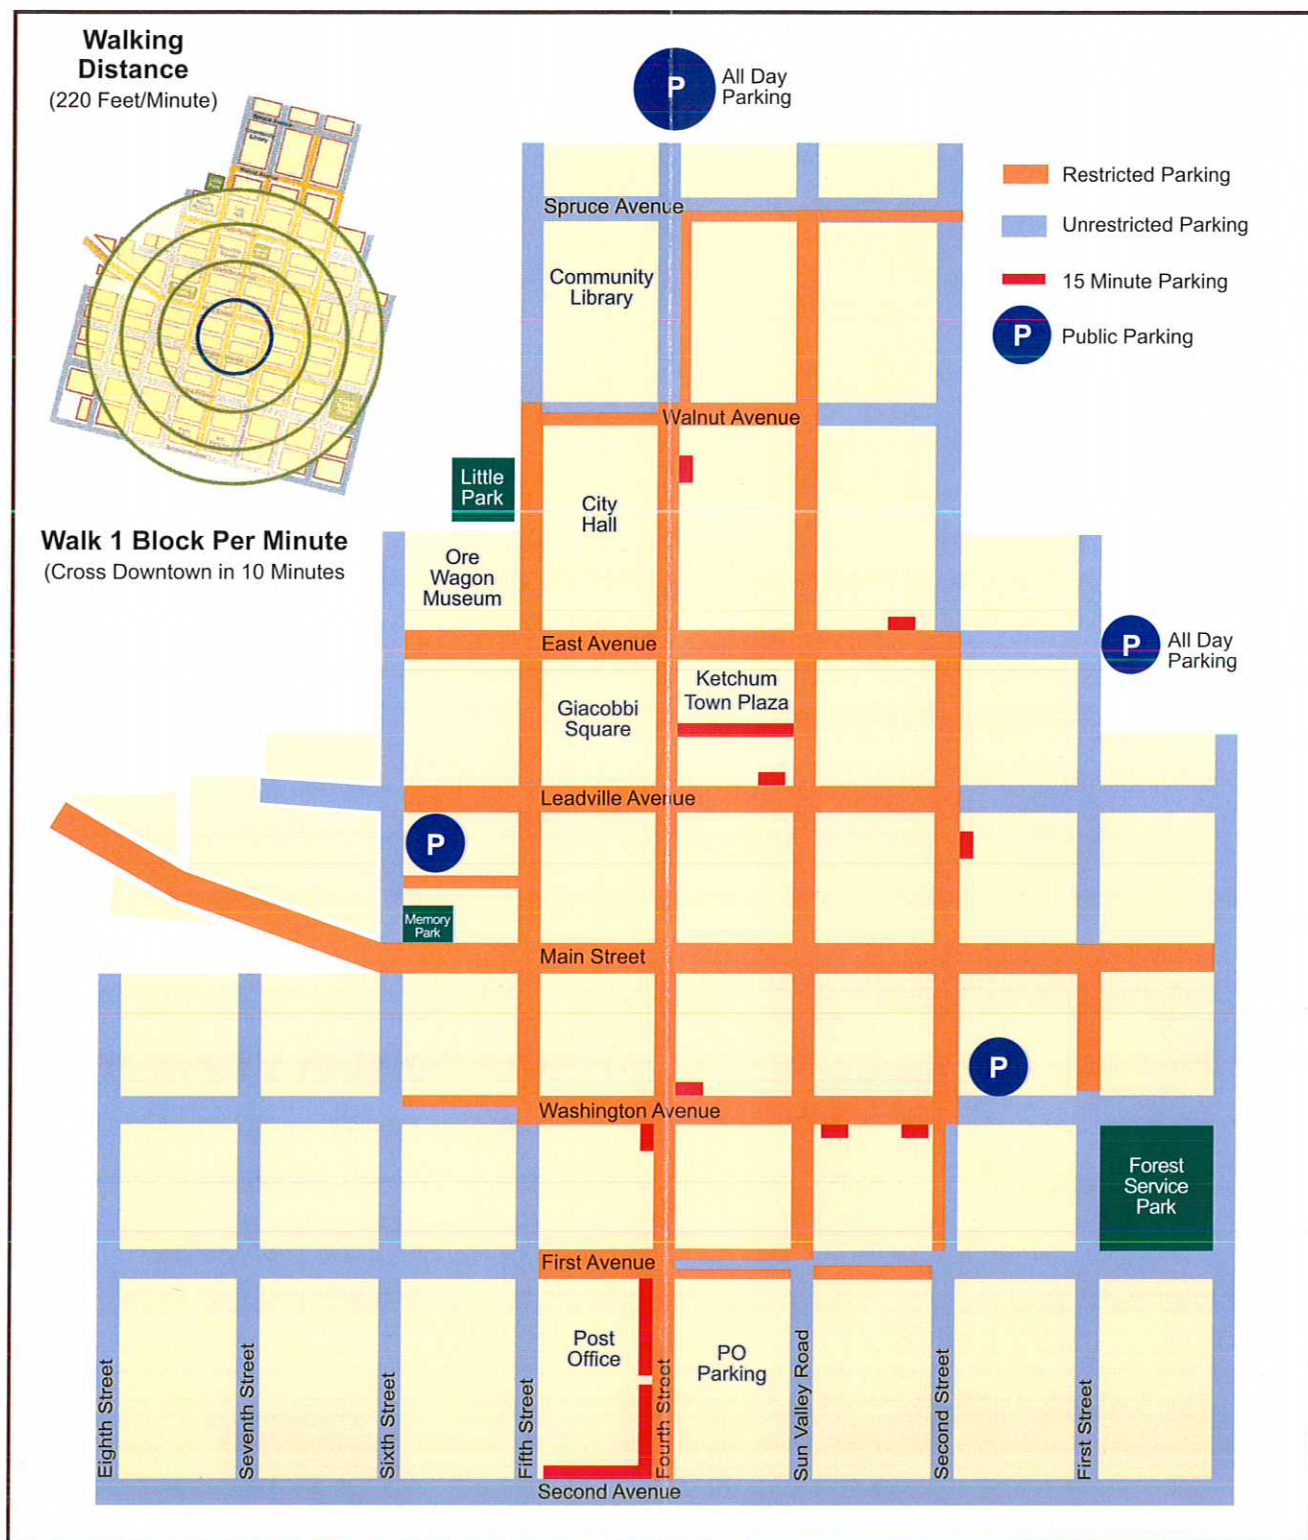 Walking
Distance
(220 Feet/Minute)
P
All Day
Parking
Restricted Parking
Unrestricted Parking
15 Minute Parking
P
Public Parking
Spruce Avenue
Community
Library
Walnut Avenue
Little
Park
City
Hall
Walk 1 Block Per Minute
(Cross Downtown in 10 Minutes
Ore
Wagon
Museum
East Avenue
P
All Day
Parking
Giacobbi
Square
Ketchum
Town Plaza
Leadville Avenue
P
Memory
Park
Main Street
P
Washington Avenue
Forest
Service
Park
First Avenue
Post
Office
PO
Parking
Eighth Street
Seventh Street
Sixth Street
Fifth Street
Fourth Street
Sun Valley Road
Second Street
First Street
Second Avenue